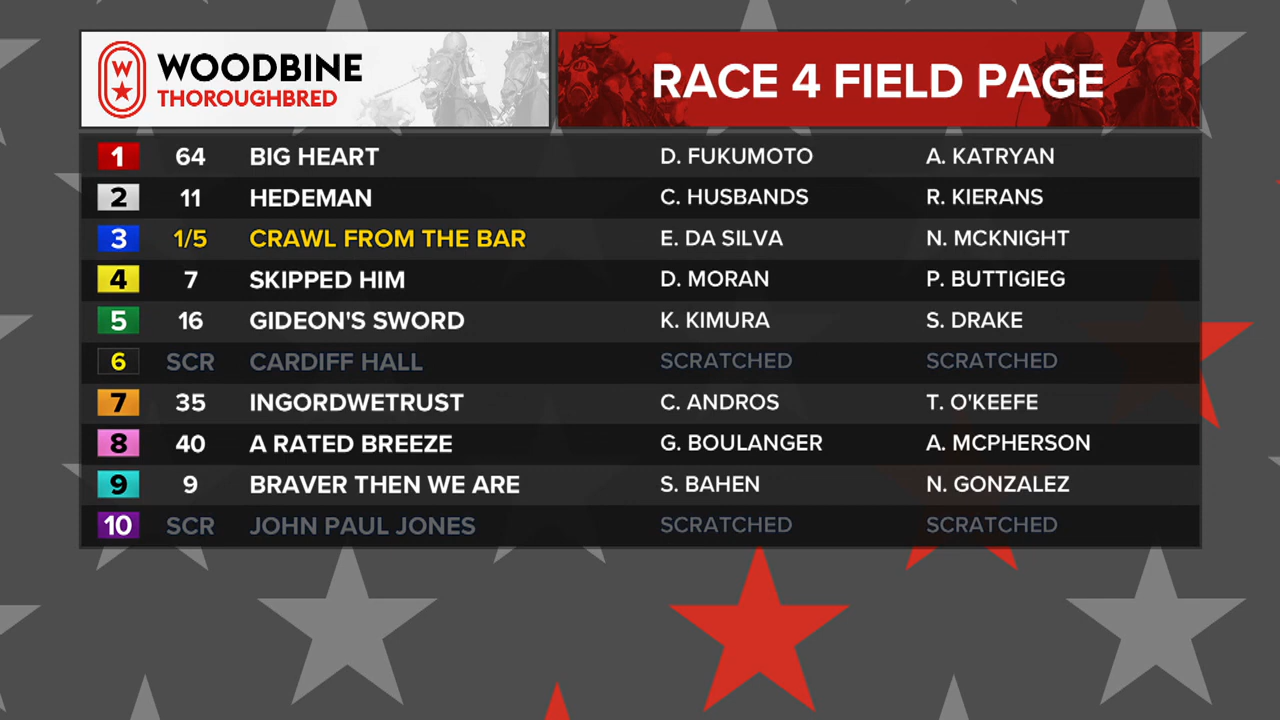 W
WOODBINE
THOROUGHBRED
RACE 4 FIELD PAGE
1 64 BIG HEART D. FUKUMOTO A. KATRYAN
2 11 HEDEMAN C. HUSBANDS R. KIERANS
3 1/5 CRAWL FROM THE BAR E. DA SILVA N. MCKNIGHT
4 7 SKIPPED HIM D. MORAN P. BUTTIGIEG
5 16 GIDEON'S SWORD K. KIMURA S. DRAKE
6 SCR CARDIFF HALL SCRATCHED SCRATCHED
7 35 INGORDWETRUST C. ANDROS T. O'KEEFE
8 40 A RATED BREEZE G. BOULANGER A. MCPHERSON
9 9 BRAVER THEN WE ARE S. BAHEN N. GONZALEZ
10 SCR JOHN PAUL JONES SCRATCHED SCRATCHED